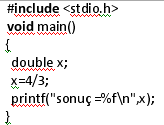 #include <stdio.h>
void main()
{
double x;
x=4/3;
printf("sonuç =%f\n",x);
}